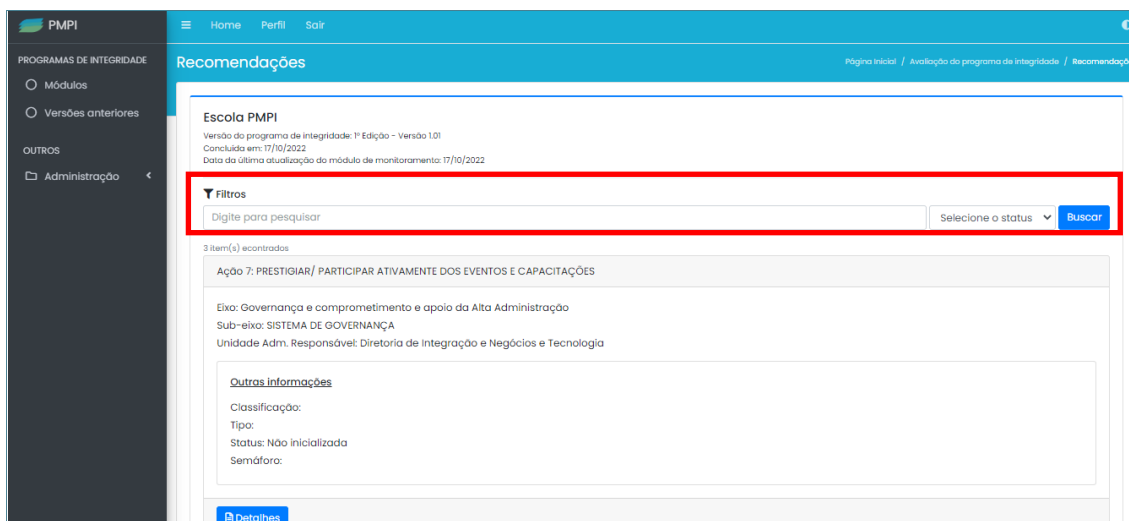 PMPI
Home Perfil Sair
PROGRAMAS DE INTEGRIDADE
Módulos
Versões anteriores
OUTROS
Administração
Recomendações
Página Inicial / Avaliação do programa de integridade / Recomendaçõ
Escola PMPI
Versão do programa de integridade: 1º Edição - Versão 1.01
Concluída em: 17/10/2022
Data da última atualização do módulo de monitoramento: 17/10/2022
Filtros
Digite para pesquisar Selecione o status Buscar
3 item(s) econtrados
Ação 7: PRESTIGIAR/ PARTICIPAR ATIVAMENTE DOS EVENTOS E CAPACITAÇÕES
Eixo: Governança e comprometimento e apoio da Alta Administração
Sub-eixo: SISTEMA DE GOVERNANÇA
Unidade Adm. Responsável: Diretoria de Integração e Negócios e Tecnologia
Outras informações
Classificação:
Tipo:
Status: Não inicializada
Semáforo:
Detalhes